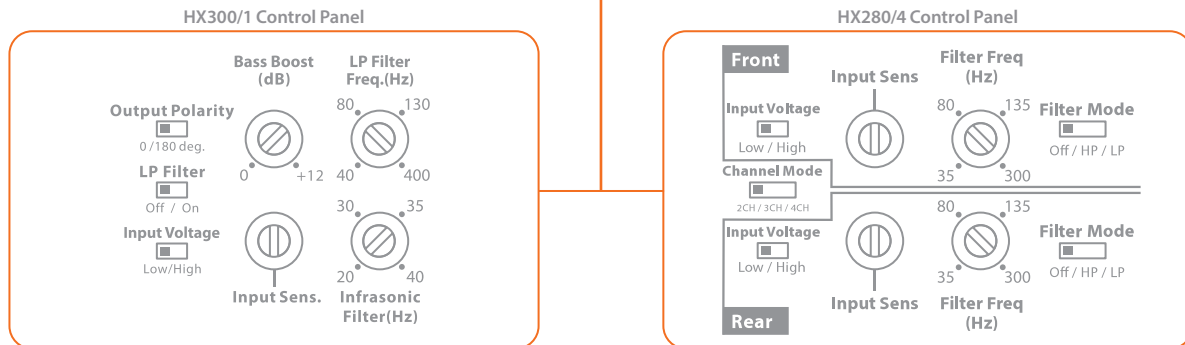 HX300/1 Control Panel
Bass Boost
(dB)
LP Filter
Freq.(Hz)
80
130
Output Polarity
0/180 deg.
0
+12
40
400
LP Filter
Off / On
30
35
Input Voltage
Low/High
20
40
Input Sens.
Infrasonic
Filter(Hz)
HX280/4 Control Panel
Front
Input Sens
Filter Freq
(Hz)
Input Voltage
Low / High
80
135
Filter Mode
Off / HP / LP
35
300
Channel Mode
2CH / 3CH / 4CH
80
135
Input Voltage
Low / High
Filter Mode
Off / HP / LP
35
300
Input Sens
Filter Freq
(Hz)
Rear